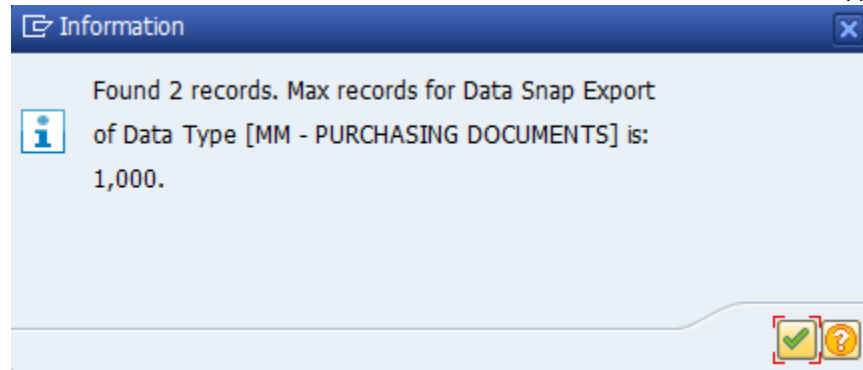 Information
Found 2 records. Max records for Data Snap Export
of Data Type [MM - PURCHASING DOCUMENTS] is:
1,000.